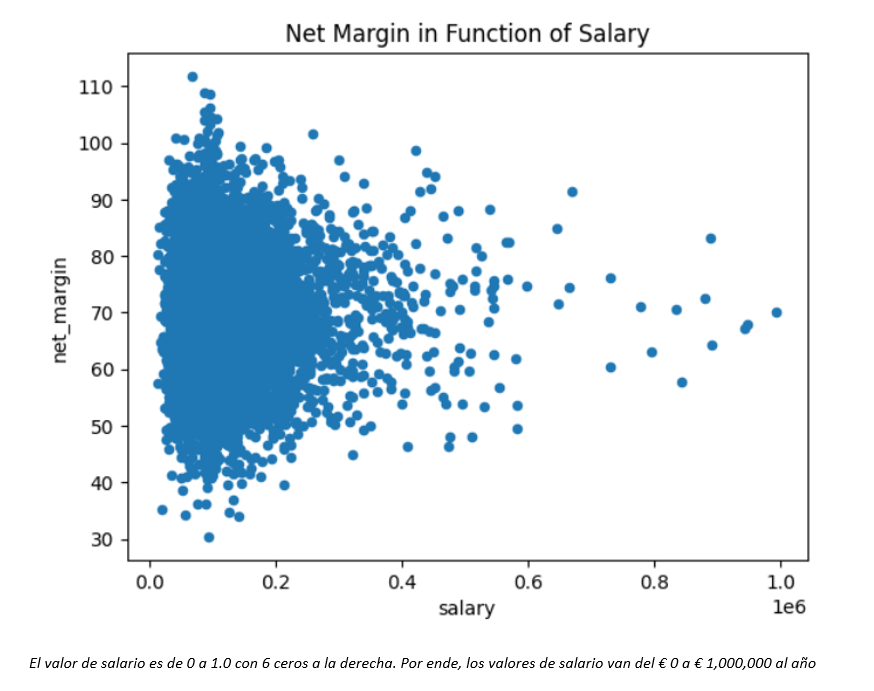 Net Margin in Function of Salary
110
100
90
80
70
60
50
40
30
net_margin
0.0 0.2 0.4 0.6 0.8 1.0
1e6
salary
El valor de salario es de 0 a 1.0 con 6 ceros a la derecha. Por ende, los valores de salario van del € 0 a € 1,000,000 al año